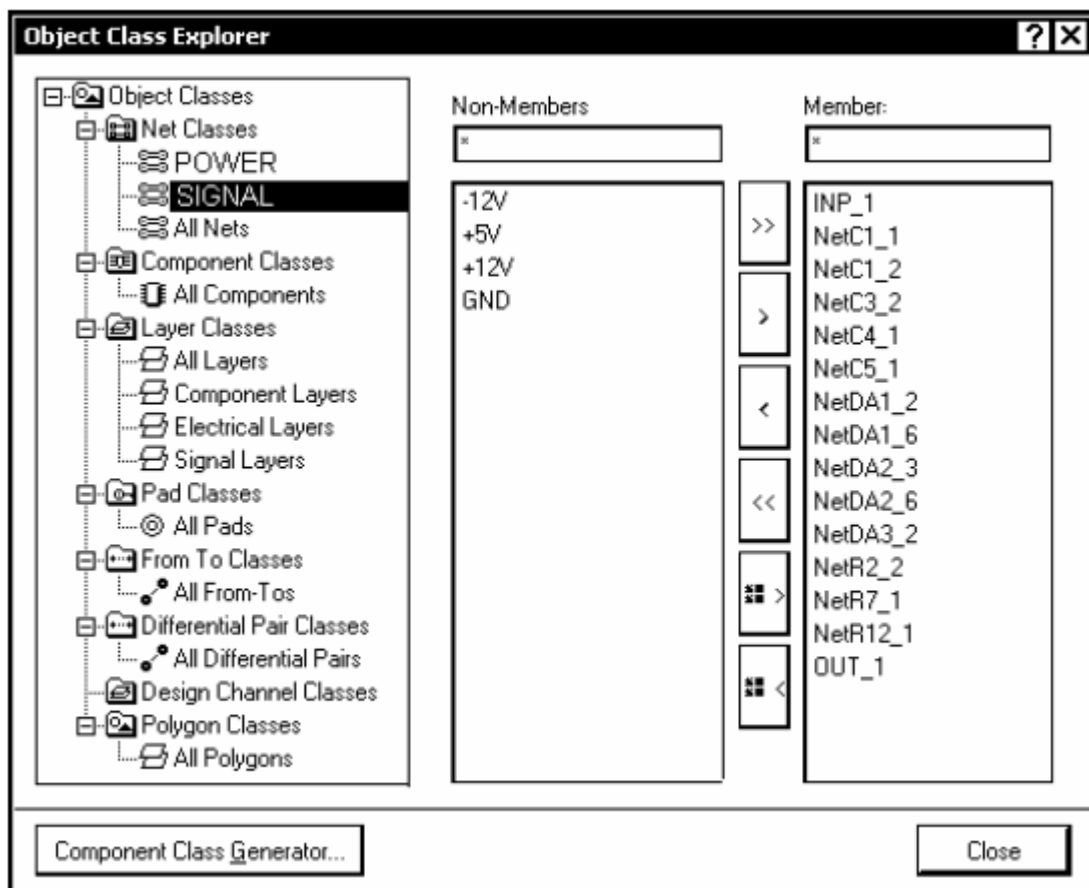 Object Class Explorer
? X
Object Classes
Net Classes
POWER
SIGNAL
All Nets
Component Classes
All Components
Layer Classes
All Layers
Component Layers
Electrical Layers
Signal Layers
Pad Classes
All Pads
From To Classes
All From-Tos
Differential Pair Classes
All Differential Pairs
Design Channel Classes
Polygon Classes
All Polygons
Non-Members
*
-12V
+5V
+12V
GND
>>
>
<
<<
>
<
Member:
*
INP_1
NetC1_1
NetC1_2
NetC3_2
NetC4_1
NetC5_1
NetDA1_2
NetDA1_6
NetDA2_3
NetDA2_6
NetDA3_2
NetR2_2
NetR7_1
NetR12_1
OUT_1
Component Class Generator...
Close